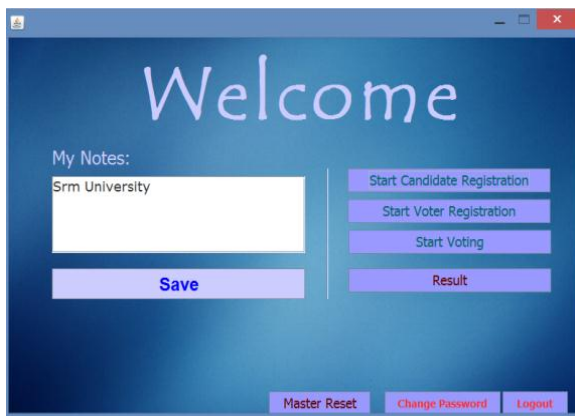 Welcome
My Notes:
Srm University
Save
Start Candidate Registration
Start Voter Registration
Start Voting
Result
Master Reset
Change Password
Logout